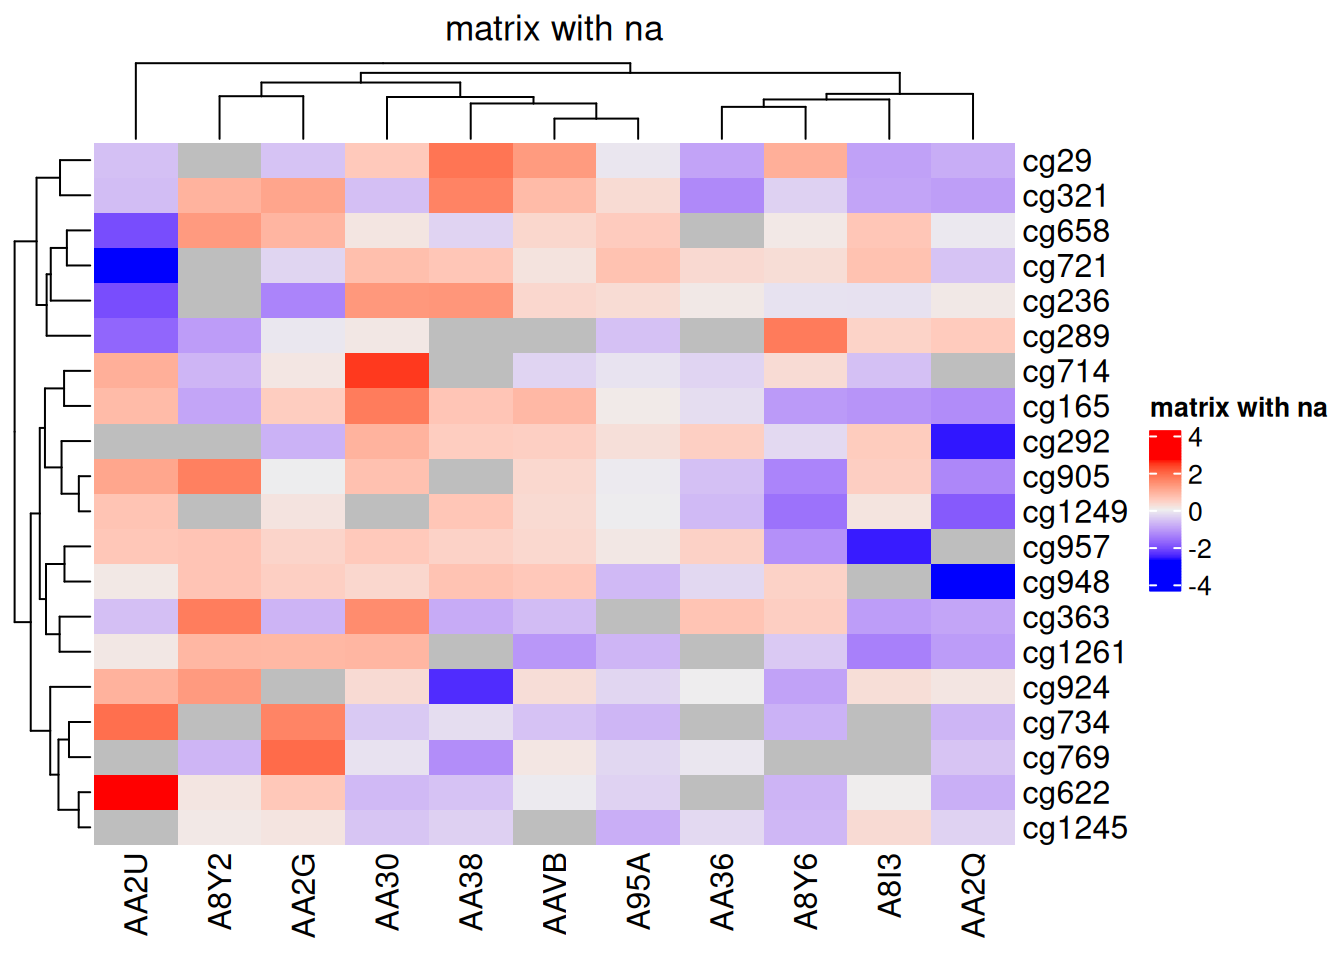 matrix with na
cg29
cg321
cg658
cg721
cg236
cg289
cg714
cg165
cg292
cg905
cg1249
cg957
cg948
cg363
cg1261
cg924
cg734
cg769
cg622
cg1245
matrix with na
4
2
0
-2
-4
AA2U
A8Y2
AA2G
AA30
AA38
AAVB
A95A
AA36
A8Y6
A8I3
AA2Q